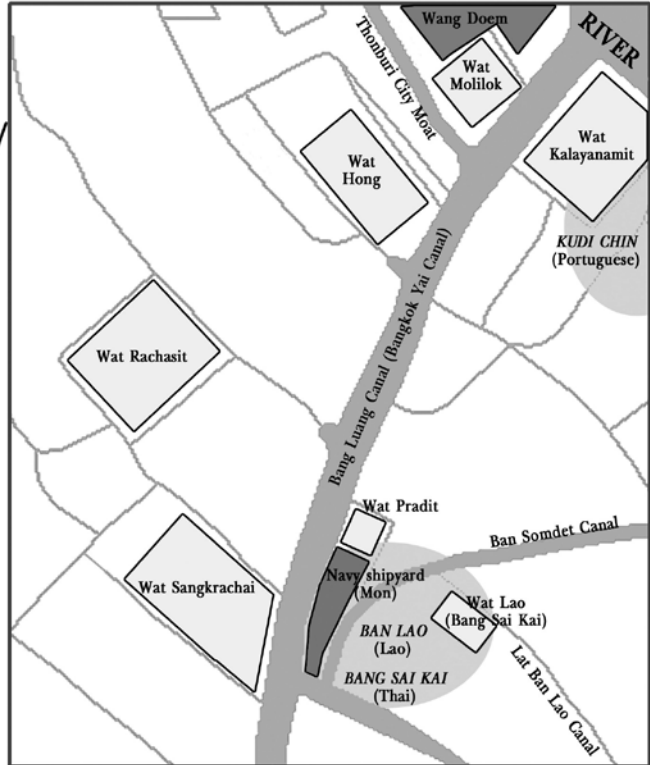 Wang Doem
RIVER
Wat
Molilok
Thonburi City Moat
Wat
Kalayanamit
Wat
Hong
KUDI CHIN
(Portuguese)
Bang Luang Canal (Bangkok Yai Canal)
Wat Rachasit
Wat Pradit
Ban Somdet Canal
Navy shipyard
(Mon)
Wat Sangkrachai
Wat Lao
(Bang Sai Kai)
BAN LAO
(Lao)
BANG SAI KAI
(Thai)
Lat Ban Lao Canal